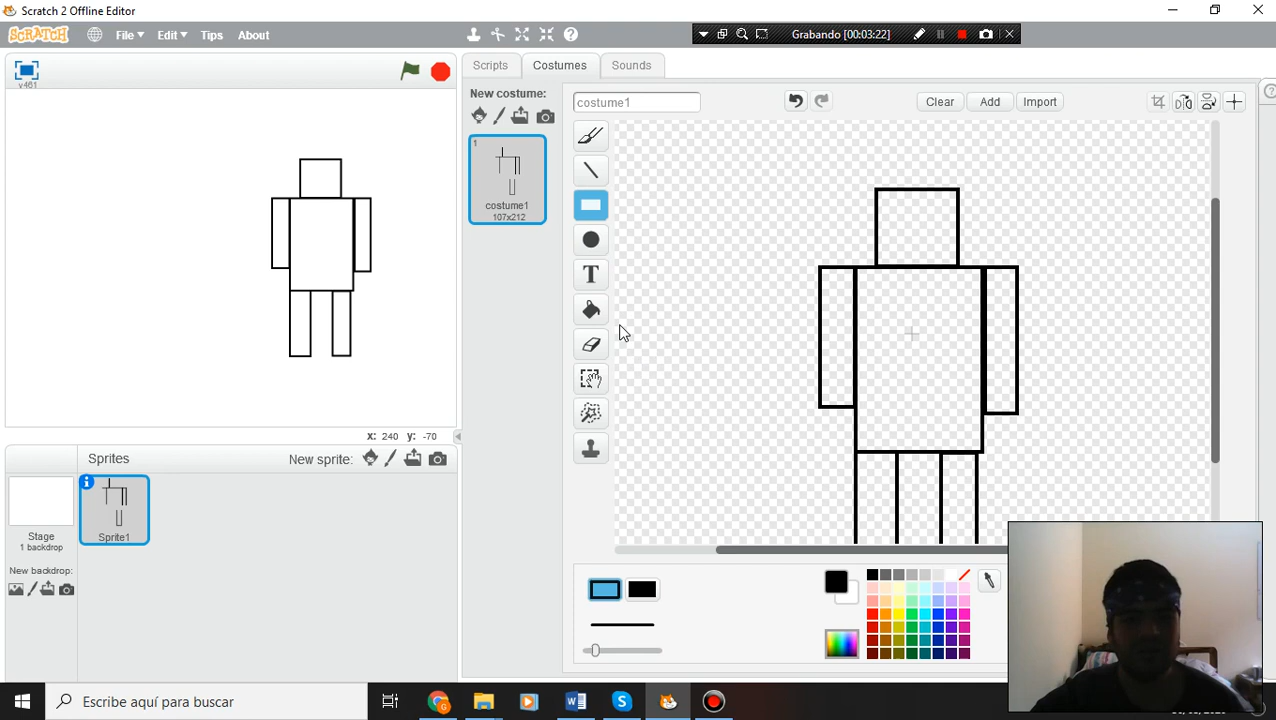 Scratch 2 Offline Editor
SCRATCH File Edit Tips About
Grabando [00:03:22]
v461
Scripts Costumes Sounds
New costume:
costume1
Clear Add Import
1
costume1
107x212
T
x: 240 y: -70
Sprites New sprite:
Stage
1 backdrop
New backdrop:
Sprite1
Escribe aquí para buscar